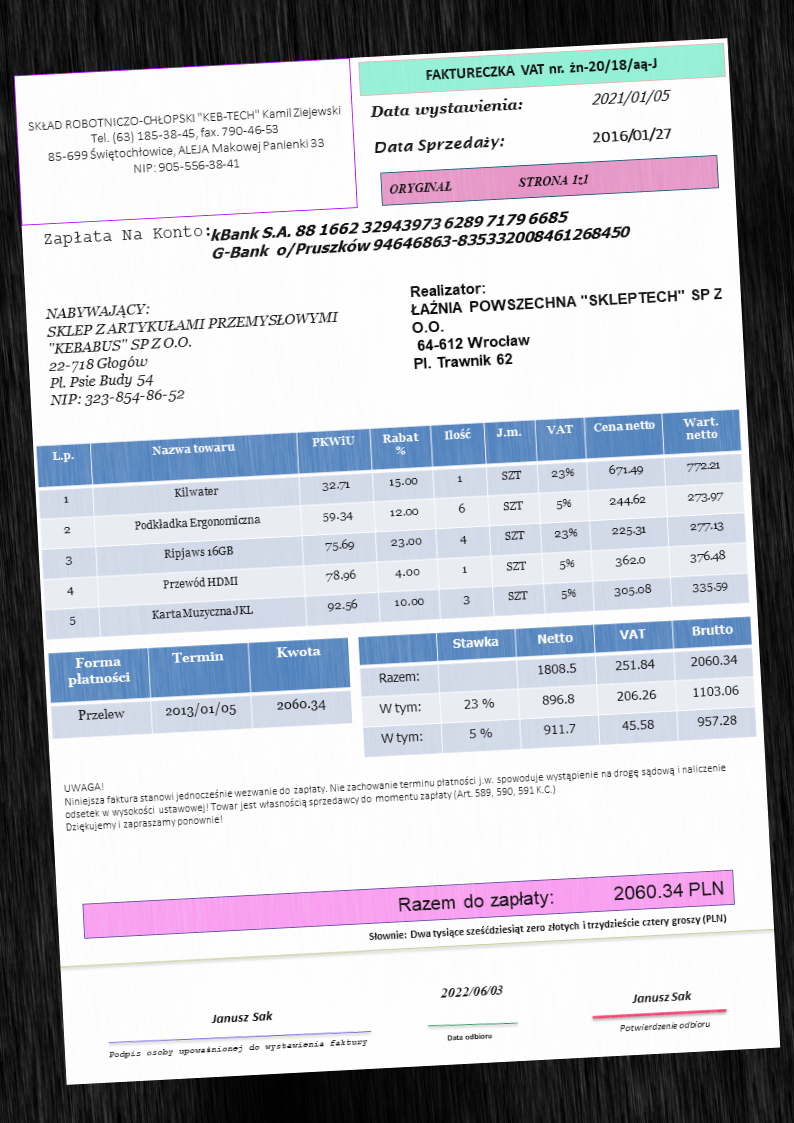 SKŁAD ROBOTNICZO-CHŁOPSKI "KEB-TECH" Kamil Ziejewski
Tel. (63) 185-38-45, fax. 790-46-53
85-699 Świętochłowice, ALEJA Makowej Panienki 33
NIP: 905-556-38-41
FAKTURECZKA VAT nr. żn-20/18/aą-J
Data wystawienia: 2021/01/05
Data Sprzedaży: 2016/01/27
ORYGINAŁ STRONA 1z1
Zapłata Na Konto: kBank S.A. 88 1662 32943973 6289 7179 6685
G-Bank o/Pruszków 94646863-835332008461268450
NABYWAJĄCY:
SKLEP Z ARTYKUŁAMI PRZEMYSŁOWYMI
"KEBABUS" SP Z O.O.
22-718 Głogów
Pl. Psie Budy 54
NIP: 323-854-86-52
Realizator:
ŁAŹNIA POWSZECHNA "SKLEPTECH" SP Z
O.O.
64-612 Wrocław
Pl. Trawnik 62
L.p. Nazwa towaru PKWiU Rabat % Ilość J.m. VAT Cena netto Wart. netto
1 Kilwater 32.71 15.00 1 SZT 23% 671.49 772.21
2 Podkładka Ergonomiczna 59.34 12.00 6 SZT 5% 244.62 273.97
3 Ripjaws 16GB 75.69 23.00 4 SZT 23% 225.31 277.13
4 Przewód HDMI 78.96 4.00 1 SZT 5% 362.0 376.48
5 Karta Muzyczna JKL 92.56 10.00 3 SZT 5% 305.08 335.59
Forma płatności Termin Kwota
Przelew 2013/01/05 2060.34
Stawka Netto VAT Brutto
Razem: 1808.5 251.84 2060.34
W tym: 23 % 896.8 206.26 1103.06
W tym: 5 % 911.7 45.58 957.28
UWAGA!
Niniejsza faktura stanowi jednocześnie wezwanie do zapłaty. Nie zachowanie terminu płatności j.w. spowoduje wystąpienie na drogę sądową i naliczenie
odsetek w wysokości ustawowej! Towar jest własnością sprzedawcy do momentu zapłaty (Art. 589, 590, 591 K.C.)
Dziękujemy i zapraszamy ponownie!
Razem do zapłaty: 2060.34 PLN
Słownie: Dwa tysiące sześćdziesiąt zero złotych i trzydzieście cztery groszy (PLN)
Janusz Sak
Podpis osoby upoważnionej do wystawienia faktury
2022/06/03
Data odbioru
Janusz Sak
Potwierdzenie odbioru